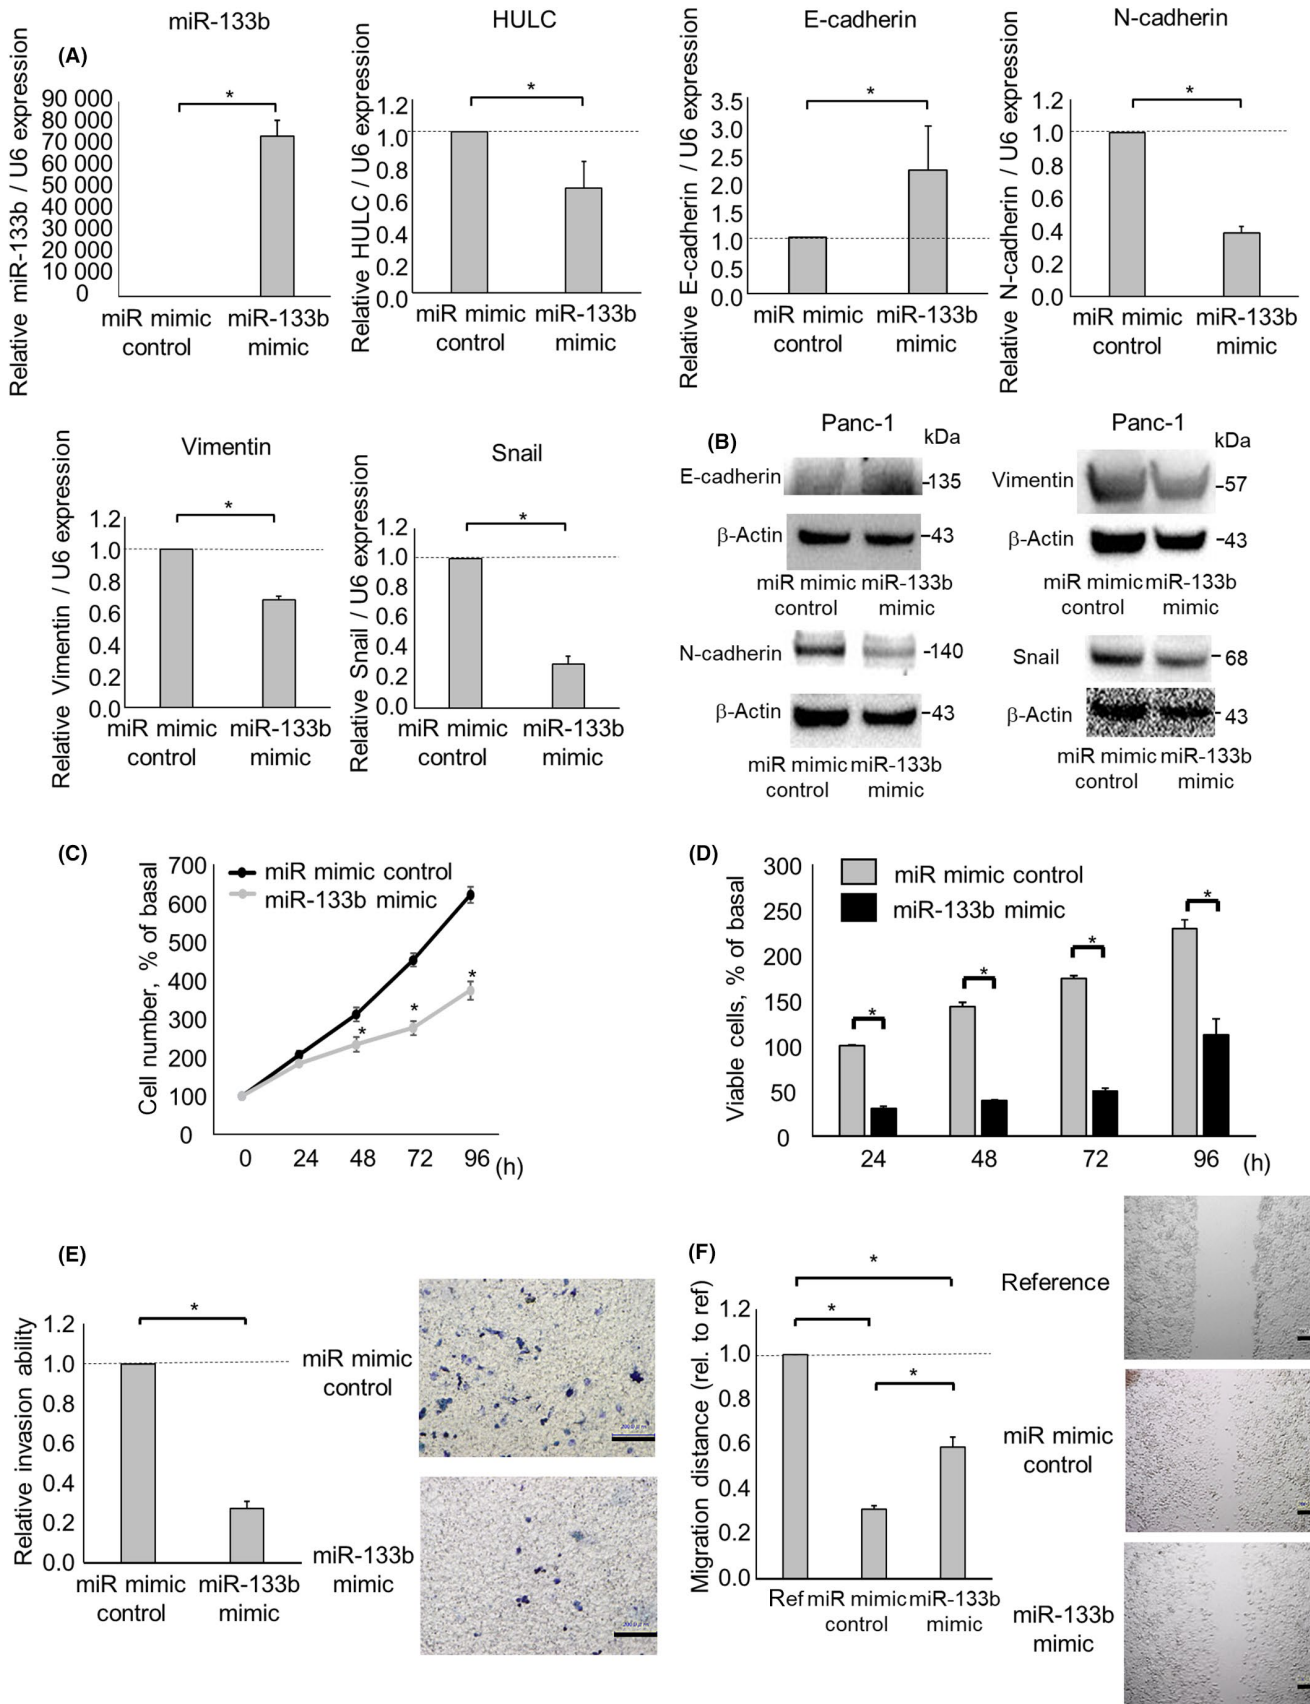 (A)
miR-133b
Relative miR-133b / U6 expression
90 000
80 000
70 000
60 000
50 000
40 000
30 000
20 000
10 000
0
*
miR mimic control
miR-133b mimic
HULC
Relative HULC / U6 expression
1.2
1.0
0.8
0.6
0.4
0.2
0.0
*
miR mimic control
miR-133b mimic
E-cadherin
Relative E-cadherin / U6 expression
3.5
3.0
2.5
2.0
1.5
1.0
0.5
0.0
*
miR mimic control
miR-133b mimic
N-cadherin
Relative N-cadherin / U6 expression
1.2
1.0
0.8
0.6
0.4
0.2
0.0
*
miR mimic control
miR-133b mimic
Vimentin
Relative Vimentin / U6 expression
1.2
1.0
0.8
0.6
0.4
0.2
0.0
*
miR mimic control
miR-133b mimic
Snail
Relative Snail / U6 expression
1.2
1.0
0.8
0.6
0.4
0.2
0.0
*
miR mimic control
miR-133b mimic
(B)
Panc-1
kDa
E-cadherin
-135
β-Actin
-43
miR mimic control
miR-133b mimic
N-cadherin
-140
β-Actin
-43
miR mimic control
miR-133b mimic
Panc-1
kDa
Vimentin
-57
β-Actin
-43
miR mimic control
miR-133b mimic
Snail
-68
β-Actin
-43
miR mimic control
miR-133b mimic
(C)
Cell number, % of basal
700
600
500
400
300
200
100
0
miR mimic control
miR-133b mimic
*
*
*
0 24 48 72 96 (h)
(D)
Viable cells, % of basal
300
250
200
150
100
50
0
miR mimic control
miR-133b mimic
*
*
*
*
24 48 72 96 (h)
(E)
Relative invasion ability
1.2
1.0
0.8
0.6
0.4
0.2
0.0
*
miR mimic control
miR-133b mimic
miR mimic control
miR-133b mimic
(F)
Migration distance (rel. to ref)
1.2
1.0
0.8
0.6
0.4
0.2
0.0
*
*
*
Ref
miR mimic control
miR-133b mimic
Reference
miR mimic control
miR-133b mimic